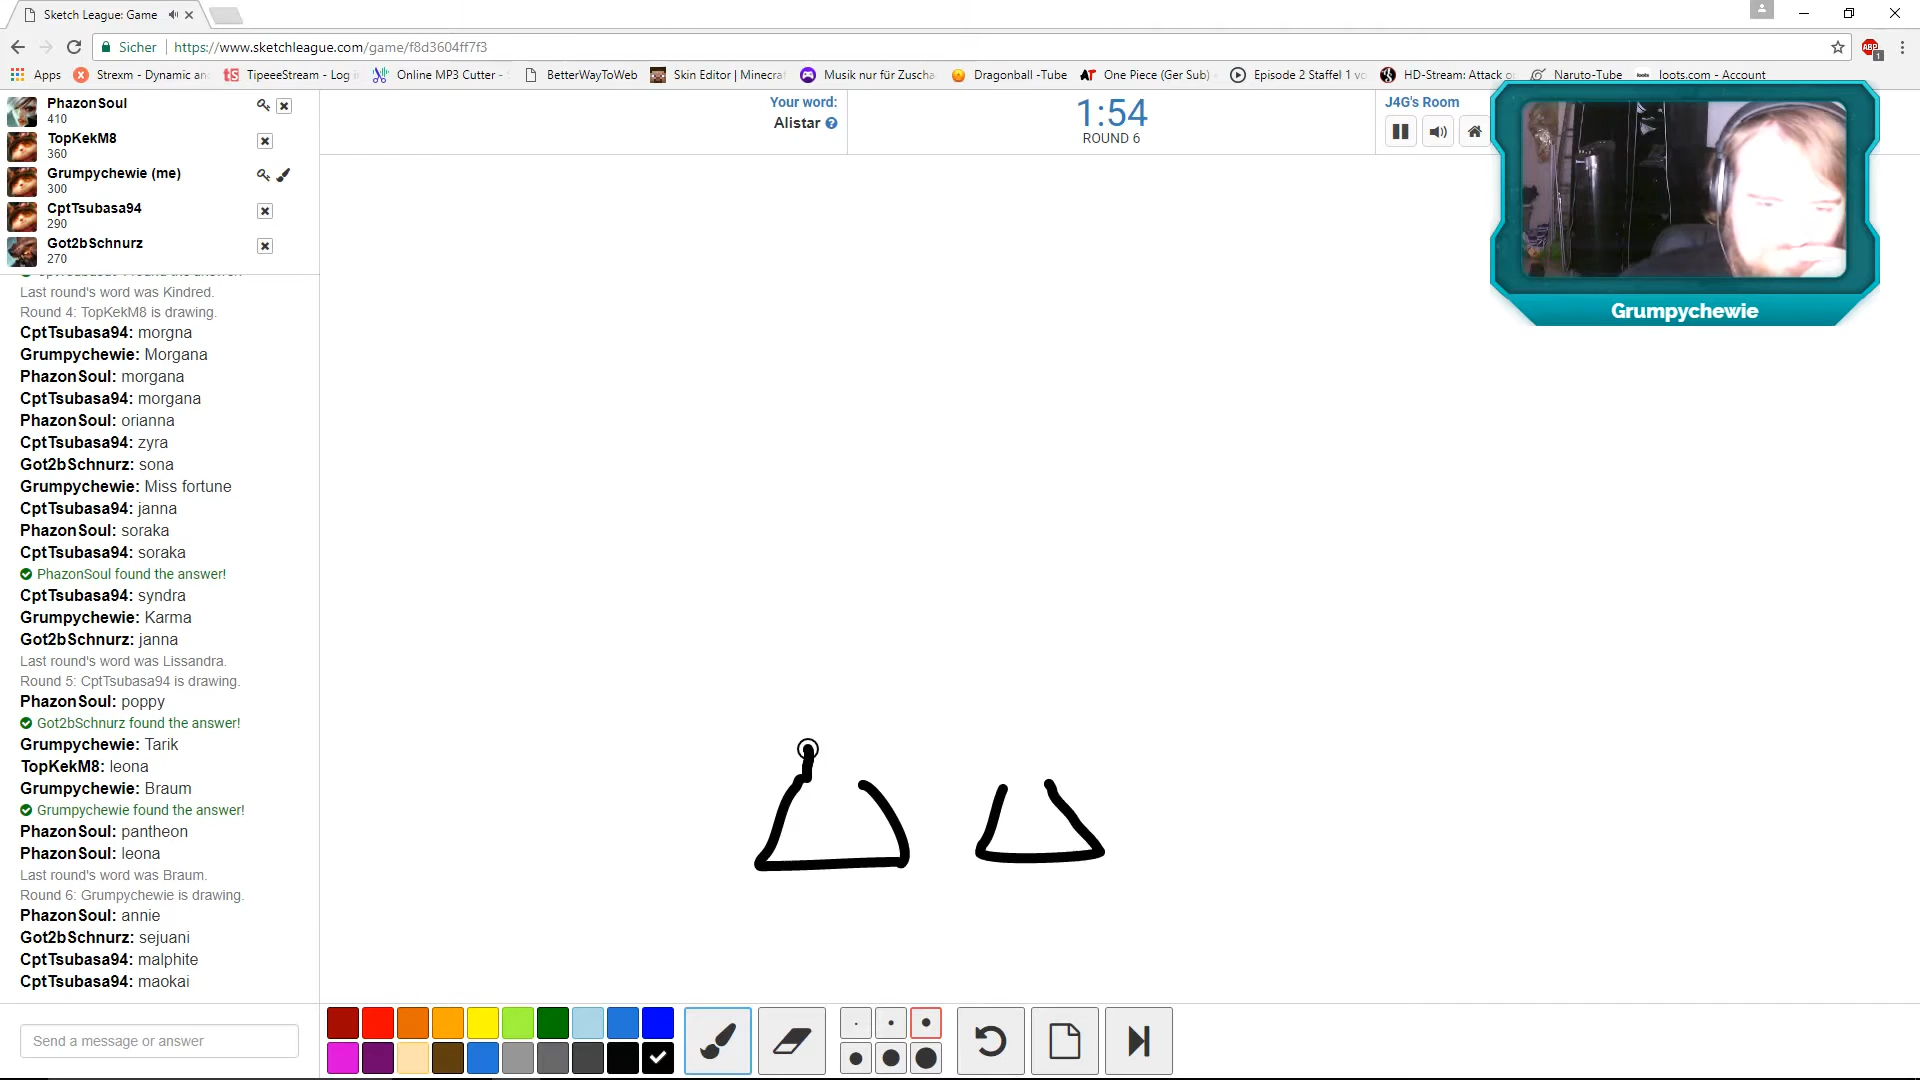 Sketch League: Game
Sicher https://www.sketchleague.com/game/f8d3604ff7f3
ABP 1
Apps Strexm - Dynamic an TipeeeStream - Log i Online MP3 Cutter - BetterWayToWeb Skin Editor | Minecra Musik nur für Zuscha Dragonball -Tube One Piece (Ger Sub) Episode 2 Staffel 1 vo HD-Stream: Attack o Naruto-Tube loots.com - Account
PhazonSoul
410
TopKekM8
360
Grumpychewie (me)
300
CptTsubasa94
290
Got2bSchnurz
270
Your word:
Alistar
1:54
ROUND 6
J4G's Room
Grumpychewie
Last round's word was Kindred.
Round 4: TopKekM8 is drawing.
CptTsubasa94: morgna
Grumpychewie: Morgana
PhazonSoul: morgana
CptTsubasa94: morgana
PhazonSoul: orianna
CptTsubasa94: zyra
Got2bSchnurz: sona
Grumpychewie: Miss fortune
CptTsubasa94: janna
PhazonSoul: soraka
CptTsubasa94: soraka
PhazonSoul found the answer!
CptTsubasa94: syndra
Grumpychewie: Karma
Got2bSchnurz: janna
Last round's word was Lissandra.
Round 5: CptTsubasa94 is drawing.
PhazonSoul: poppy
Got2bSchnurz found the answer!
Grumpychewie: Tarik
TopKekM8: leona
Grumpychewie: Braum
Grumpychewie found the answer!
PhazonSoul: pantheon
PhazonSoul: leona
Last round's word was Braum.
Round 6: Grumpychewie is drawing.
PhazonSoul: annie
Got2bSchnurz: sejuani
CptTsubasa94: malphite
CptTsubasa94: maokai
Send a message or answer